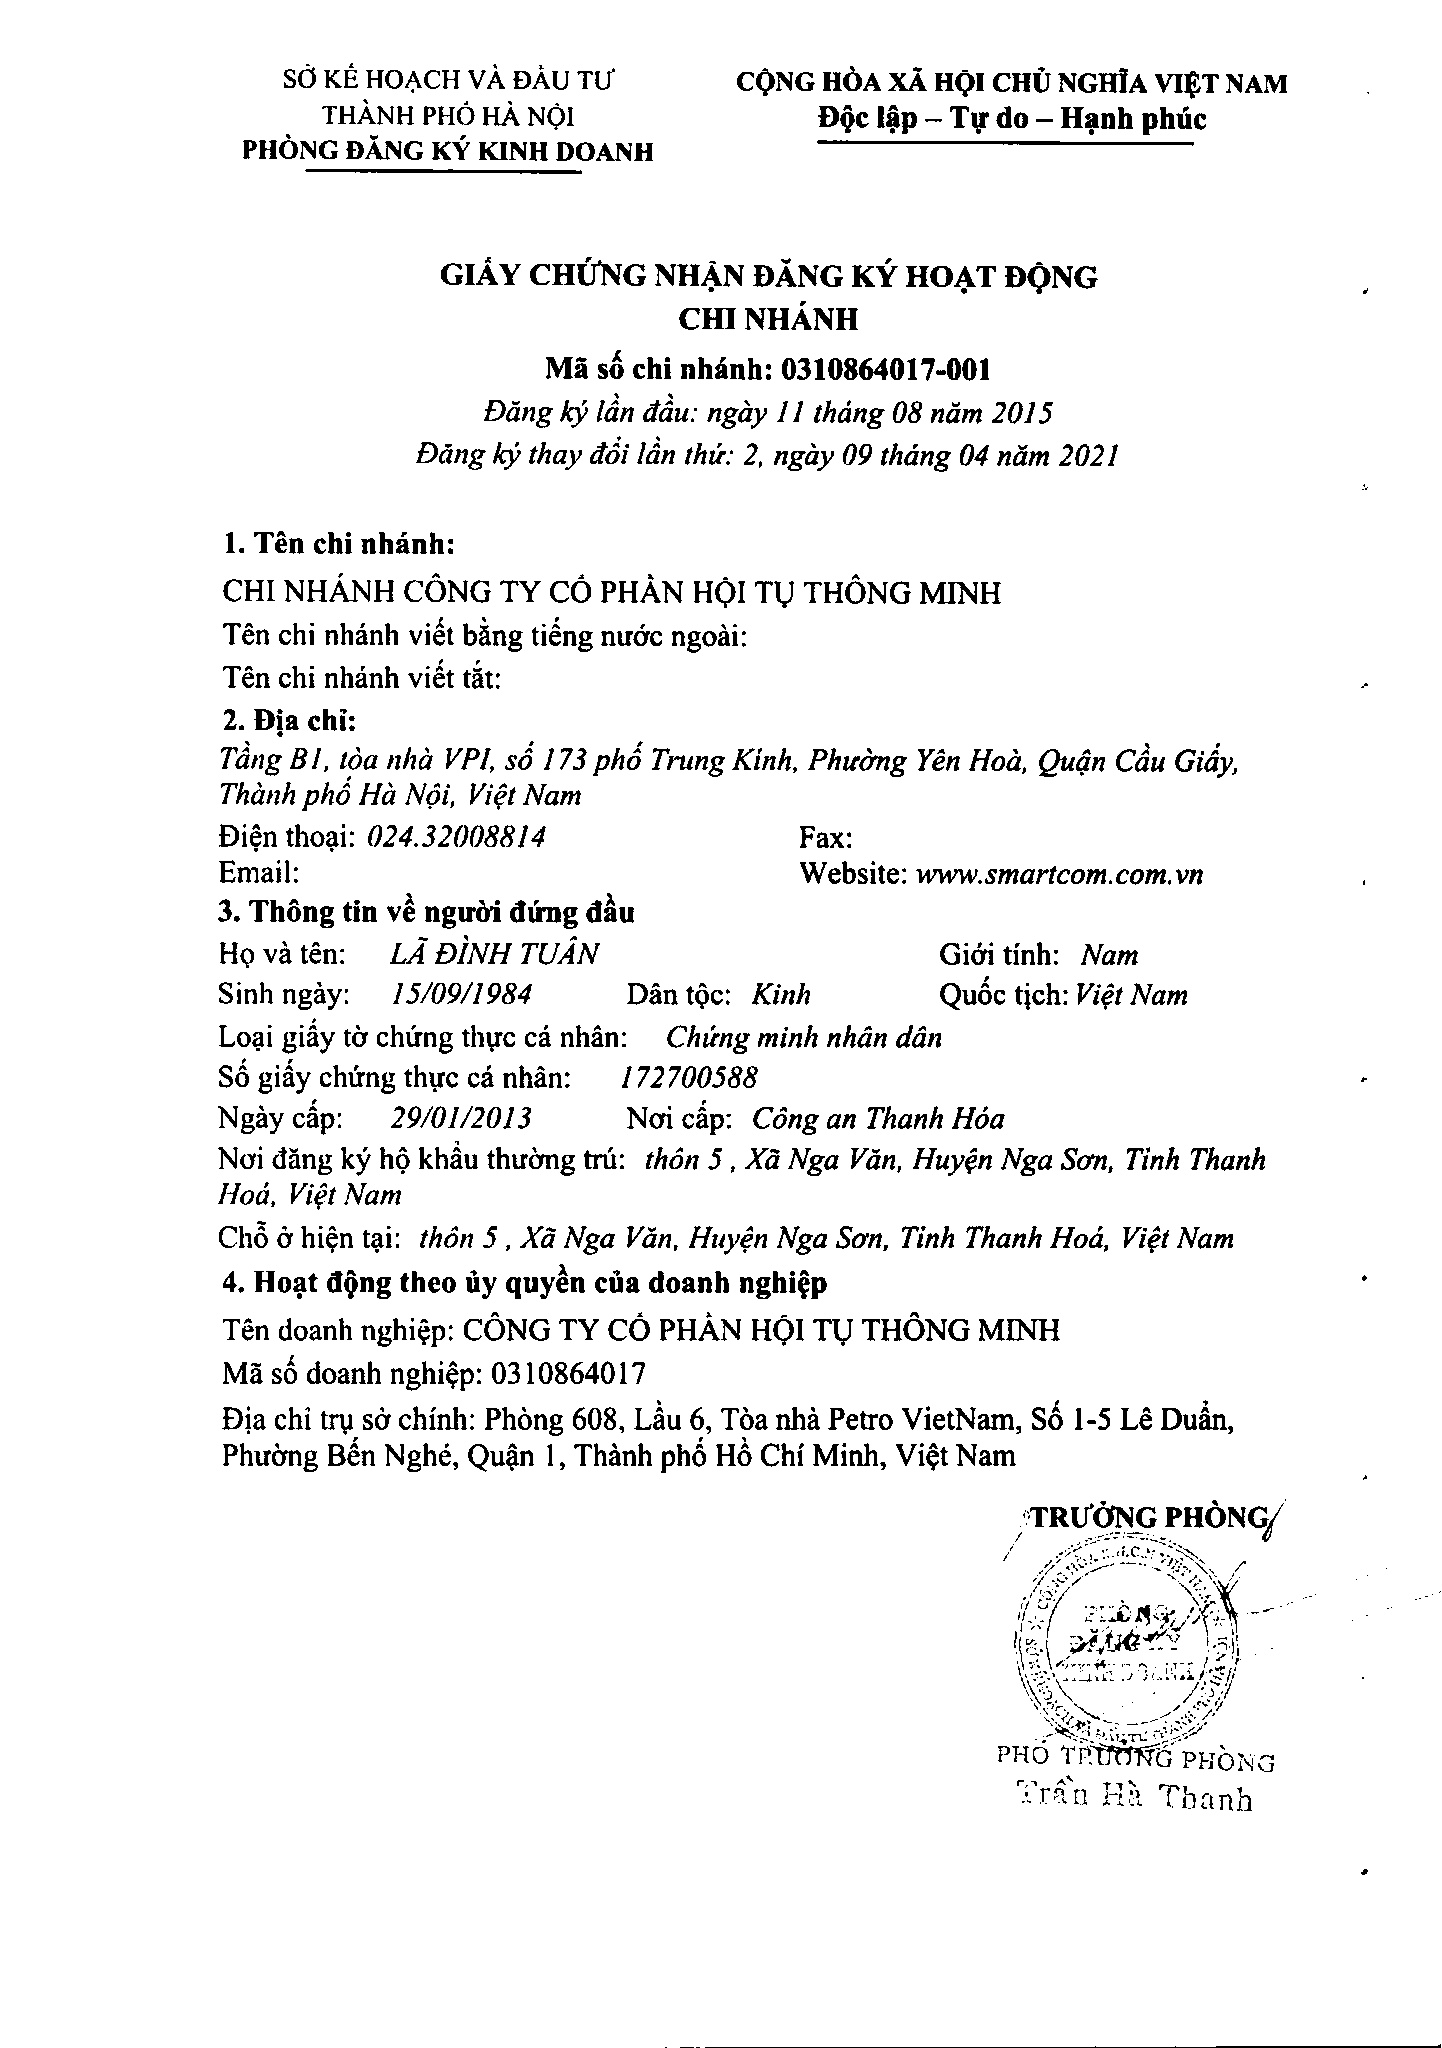 SỞ KẾ HOẠCH VÀ ĐẦU TƯ
THÀNH PHỐ HÀ NỘI
PHÒNG ĐĂNG KÝ KINH DOANH
CỘNG HÒA XÃ HỘI CHỦ NGHĨA VIỆT NAM
Độc lập – Tự do – Hạnh phúc
GIẤY CHỨNG NHẬN ĐĂNG KÝ HOẠT ĐỘNG
CHI NHÁNH
Mã số chi nhánh: 0310864017-001
Đăng ký lần đầu: ngày 11 tháng 08 năm 2015
Đăng ký thay đổi lần thứ: 2, ngày 09 tháng 04 năm 2021
1. Tên chi nhánh:
CHI NHÁNH CÔNG TY CỔ PHẦN HỘI TỤ THÔNG MINH
Tên chi nhánh viết bằng tiếng nước ngoài:
Tên chi nhánh viết tắt:
2. Địa chỉ:
Tầng B1, tòa nhà VPI, số 173 phố Trung Kính, Phường Yên Hoà, Quận Cầu Giấy,
Thành phố Hà Nội, Việt Nam
Điện thoại: 024.32008814 Fax:
Email: Website: www.smartcom.com.vn
3. Thông tin về người đứng đầu
Họ và tên: LÃ ĐÌNH TUÂN Giới tính: Nam
Sinh ngày: 15/09/1984 Dân tộc: Kinh Quốc tịch: Việt Nam
Loại giấy tờ chứng thực cá nhân: Chứng minh nhân dân
Số giấy chứng thực cá nhân: 172700588
Ngày cấp: 29/01/2013 Nơi cấp: Công an Thanh Hóa
Nơi đăng ký hộ khẩu thường trú: thôn 5 , Xã Nga Văn, Huyện Nga Sơn, Tỉnh Thanh
Hoá, Việt Nam
Chỗ ở hiện tại: thôn 5 , Xã Nga Văn, Huyện Nga Sơn, Tỉnh Thanh Hoá, Việt Nam
4. Hoạt động theo ủy quyền của doanh nghiệp
Tên doanh nghiệp: CÔNG TY CỔ PHẦN HỘI TỤ THÔNG MINH
Mã số doanh nghiệp: 0310864017
Địa chỉ trụ sở chính: Phòng 608, Lầu 6, Tòa nhà Petro VietNam, Số 1-5 Lê Duẩn,
Phường Bến Nghé, Quận 1, Thành phố Hồ Chí Minh, Việt Nam
TRƯỞNG PHÒNG
PHÒNG
ĐĂNG KÝ
KINH DOANH
PHÓ TRƯỞNG PHÒNG
Trần Hà Thanh